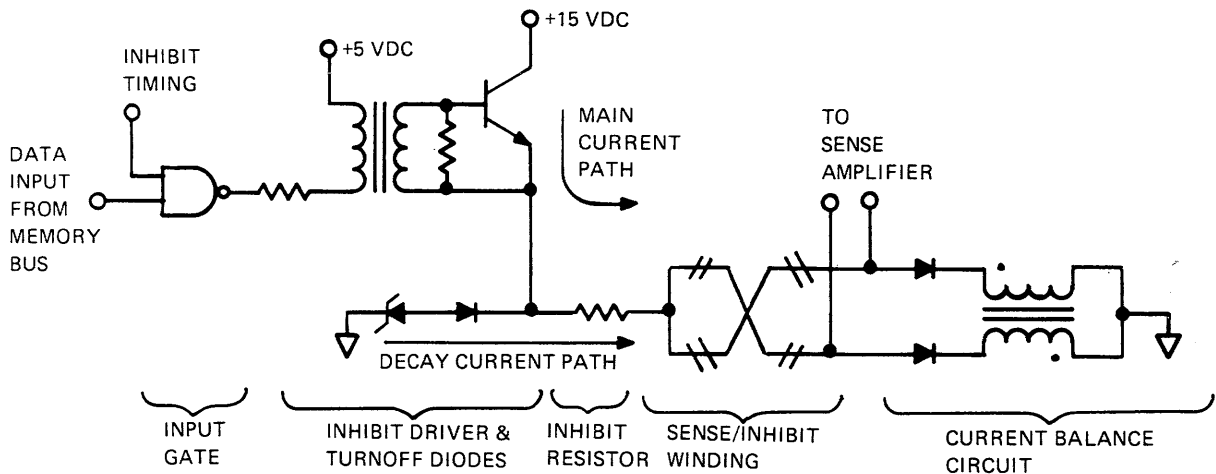 +15 VDC
INHIBIT
TIMING
+5 VDC
MAIN
CURRENT
PATH
TO
SENSE
AMPLIFIER
DATA
INPUT
FROM
MEMORY
BUS
DECAY CURRENT PATH
INPUT
GATE
INHIBIT DRIVER &
TURNOFF DIODES
INHIBIT
RESISTOR
SENSE/INHIBIT
WINDING
CURRENT BALANCE
CIRCUIT